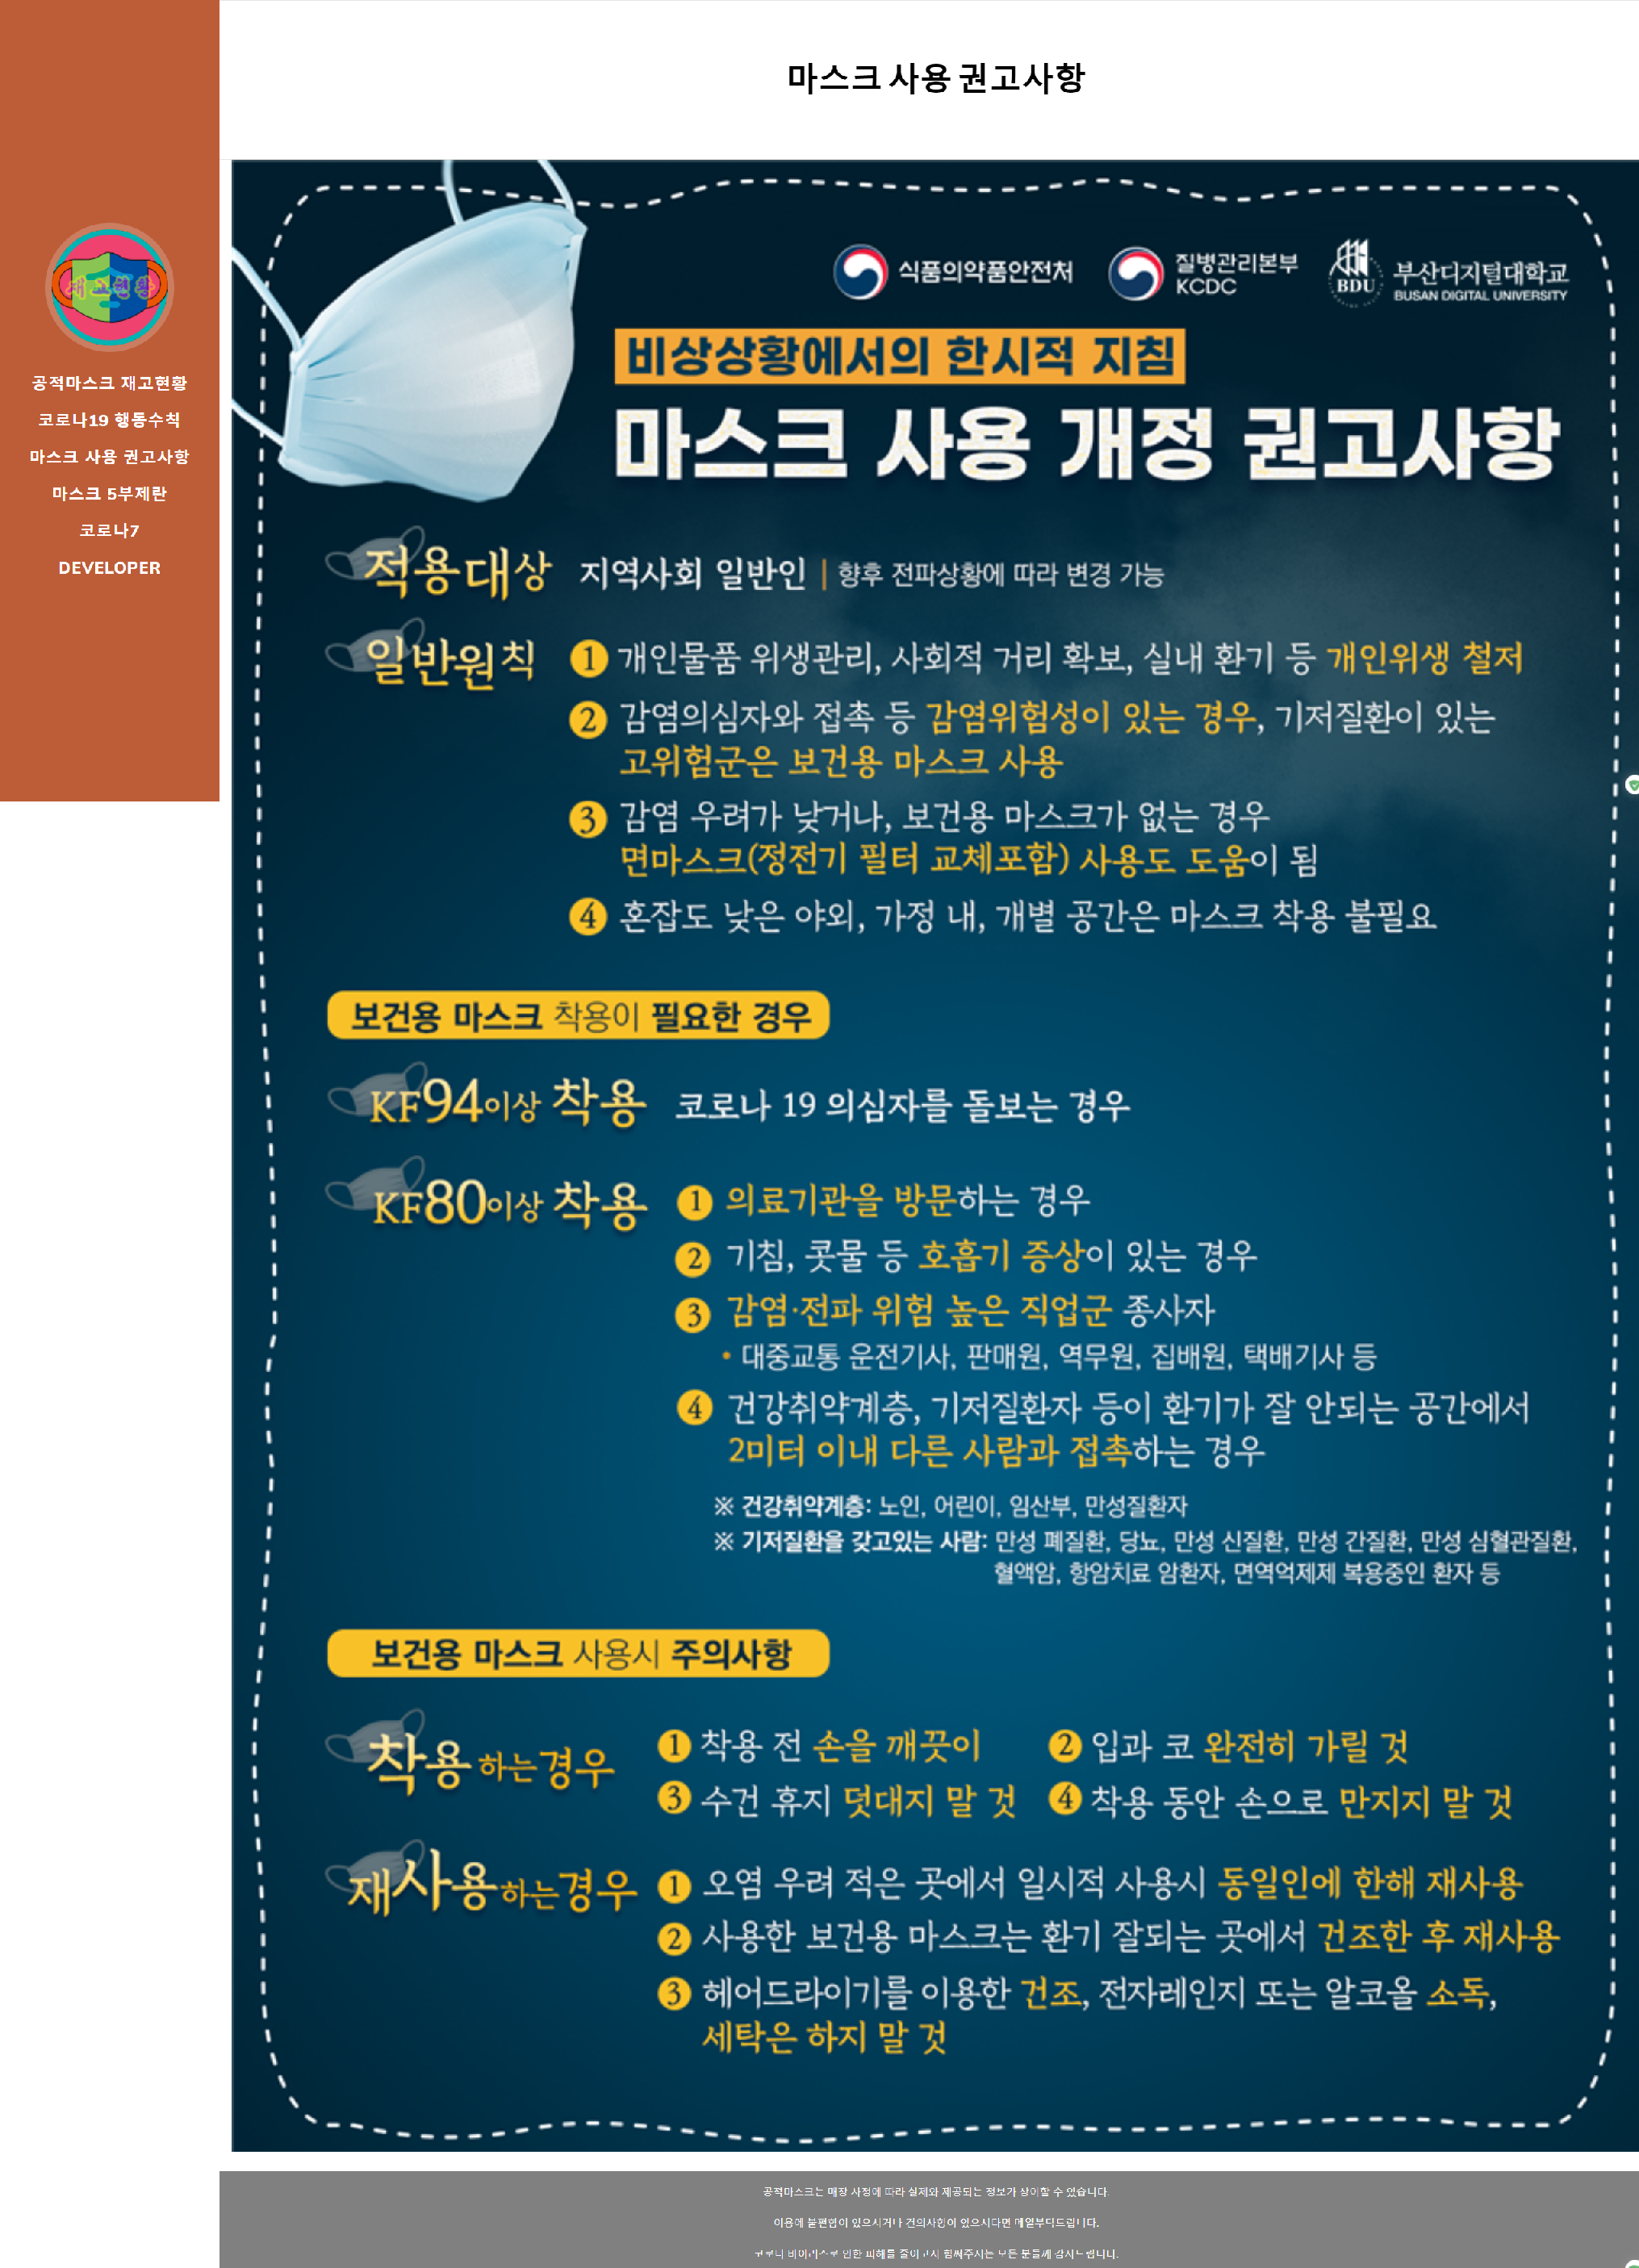 마스크 사용 권고사항
재고현황
공적마스크 재고현황
코로나19 행동수칙
마스크 사용 권고사항
마스크 5부제란
코로나7
DEVELOPER
식품의약품안전처
질병관리본부
KCDC
BDU
부산디지털대학교
BUSAN DIGITAL UNIVERSITY
비상상황에서의 한시적 지침
마스크 사용 개정 권고사항
적용대상 지역사회 일반인 | 향후 전파상황에 따라 변경 가능
일반원칙 1 개인물품 위생관리, 사회적 거리 확보, 실내 환기 등 개인위생 철저
2 감염의심자와 접촉 등 감염위험성이 있는 경우, 기저질환이 있는
고위험군은 보건용 마스크 사용
3 감염 우려가 낮거나, 보건용 마스크가 없는 경우
면마스크(정전기 필터 교체포함) 사용도 도움이 됨
4 혼잡도 낮은 야외, 가정 내, 개별 공간은 마스크 착용 불필요
보건용 마스크 착용이 필요한 경우
KF94이상 착용 코로나 19 의심자를 돌보는 경우
KF80이상 착용 1 의료기관을 방문하는 경우
2 기침, 콧물 등 호흡기 증상이 있는 경우
3 감염·전파 위험 높은 직업군 종사자
• 대중교통 운전기사, 판매원, 역무원, 집배원, 택배기사 등
4 건강취약계층, 기저질환자 등이 환기가 잘 안되는 공간에서
2미터 이내 다른 사람과 접촉하는 경우
※ 건강취약계층: 노인, 어린이, 임산부, 만성질환자
※ 기저질환을 갖고있는 사람: 만성 폐질환, 당뇨, 만성 신질환, 만성 간질환, 만성 심혈관질환,
혈액암, 항암치료 암환자, 면역억제제 복용중인 환자 등
보건용 마스크 사용시 주의사항
착용 하는경우 1 착용 전 손을 깨끗이 2 입과 코 완전히 가릴 것
3 수건 휴지 덧대지 말 것 4 착용 동안 손으로 만지지 말 것
재사용하는경우 1 오염 우려 적은 곳에서 일시적 사용시 동일인에 한해 재사용
2 사용한 보건용 마스크는 환기 잘되는 곳에서 건조한 후 재사용
3 헤어드라이기를 이용한 건조, 전자레인지 또는 알코올 소독,
세탁은 하지 말 것
공적마스크는 매장 사정에 따라 실제와 제공되는 정보가 상이할 수 있습니다.
이용에 불편함이 있으시거나 건의사항이 있으시다면 메일부탁드립니다.
코로나 바이러스로 인한 피해를 줄이고자 힘써주시는 모든 분들께 감사드립니다.